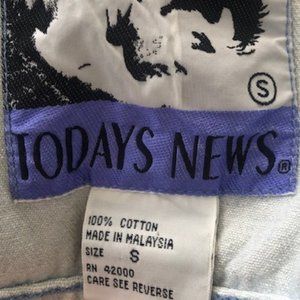 S
TODAYS NEWS®
100% COTTON
MADE IN MALAYSIA
SIZE S
RN 42000
CARE SEE REVERSE